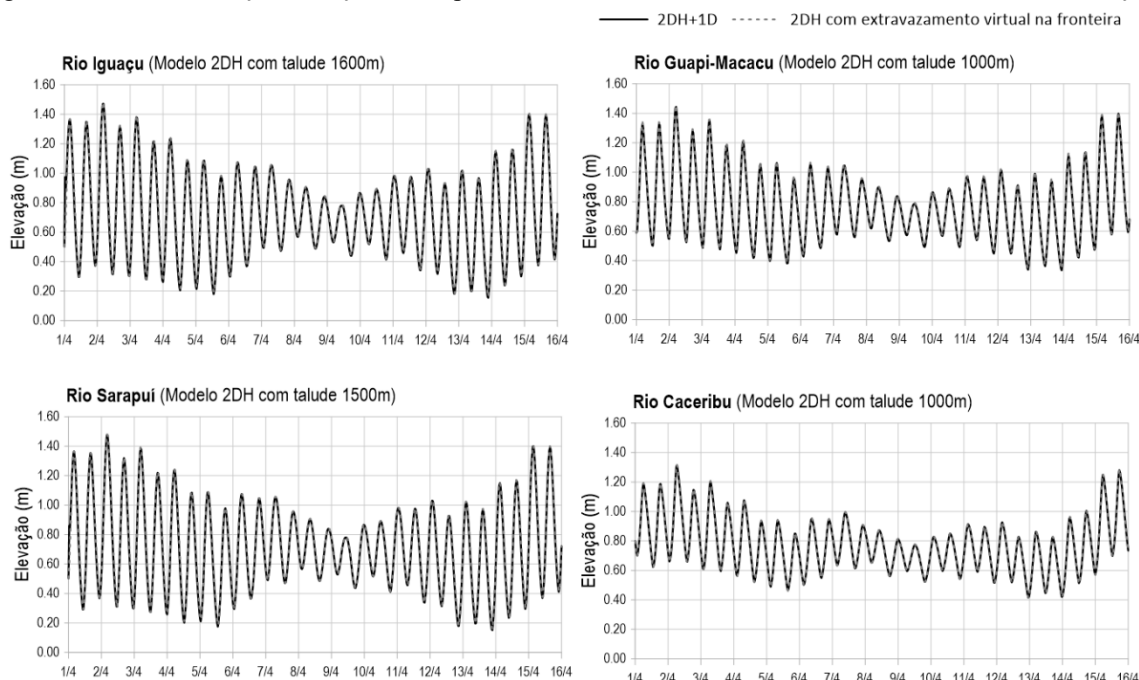 2DH+1D 2DH com extravazamento virtual na fronteira
Rio Iguaçu (Modelo 2DH com talude 1600m)
Elevação (m)
1.60
1.40
1.20
1.00
0.80
0.60
0.40
0.20
0.00
1/4 2/4 3/4 4/4 5/4 6/4 7/4 8/4 9/4 10/4 11/4 12/4 13/4 14/4 15/4 16/4
Rio Guapi-Macacu (Modelo 2DH com talude 1000m)
Elevação (m)
1.60
1.40
1.20
1.00
0.80
0.60
0.40
0.20
0.00
1/4 2/4 3/4 4/4 5/4 6/4 7/4 8/4 9/4 10/4 11/4 12/4 13/4 14/4 15/4 16/4
Rio Sarapuí (Modelo 2DH com talude 1500m)
Elevação (m)
1.60
1.40
1.20
1.00
0.80
0.60
0.40
0.20
0.00
1/4 2/4 3/4 4/4 5/4 6/4 7/4 8/4 9/4 10/4 11/4 12/4 13/4 14/4 15/4 16/4
Rio Caceribu (Modelo 2DH com talude 1000m)
Elevação (m)
1.60
1.40
1.20
1.00
0.80
0.60
0.40
0.20
0.00
1/4 2/4 3/4 4/4 5/4 6/4 7/4 8/4 9/4 10/4 11/4 12/4 13/4 14/4 15/4 16/4